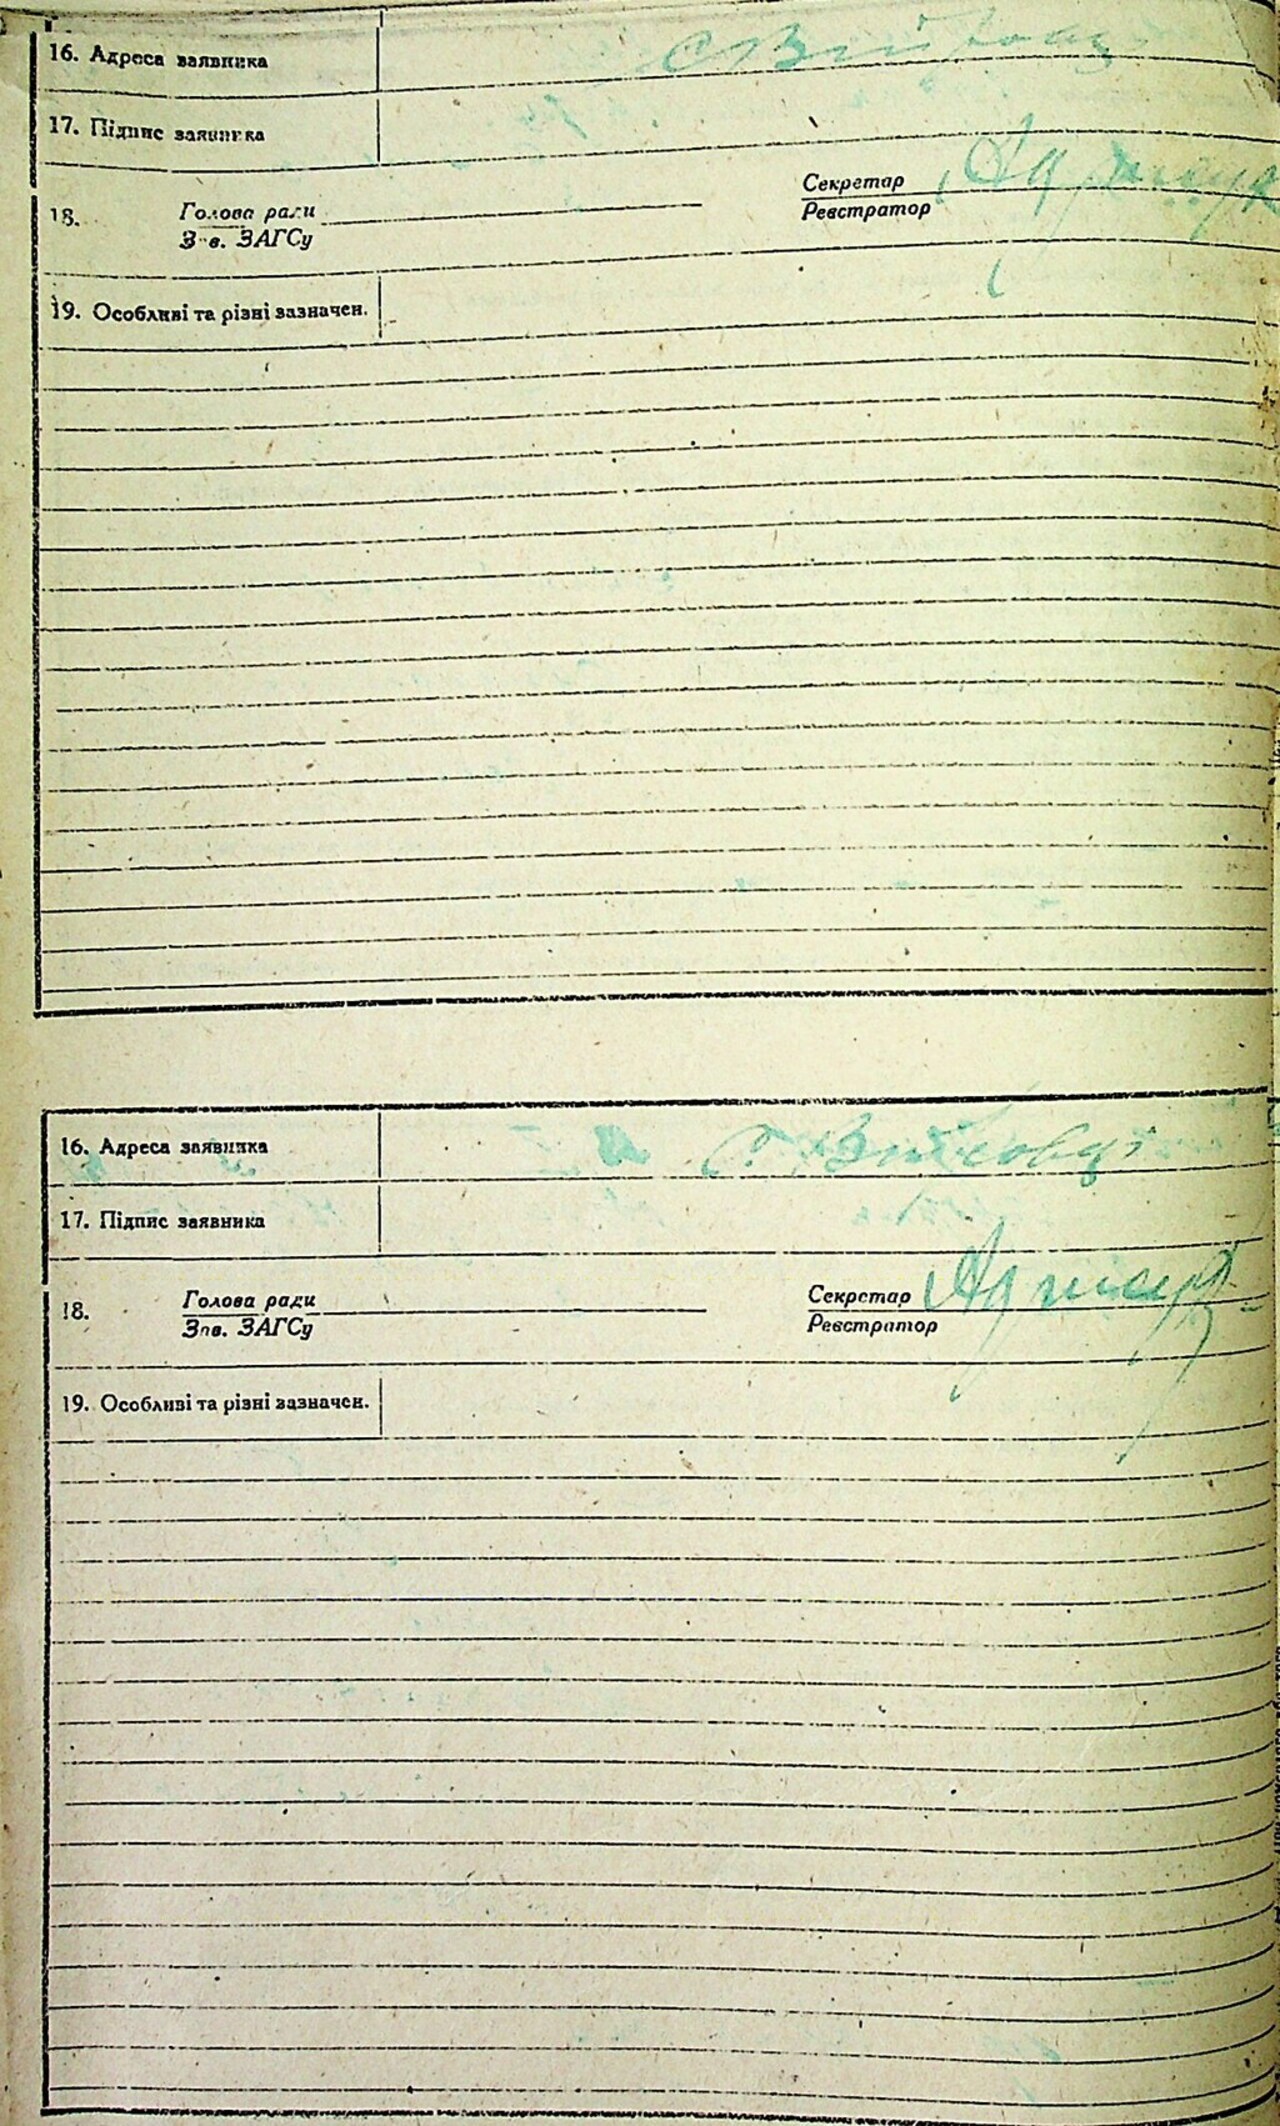 16. Адреса заявника
17. Підпис заявника
Секретар
18. Голова ради Реєстратор
Зав. ЗАГСу
19. Особливі та різні зазначен.
16. Адреса заявника с.
17. Підпис заявника
18. Голова ради Секретар
Зав. ЗАГСу Реєстратор
19. Особливі та різні зазначен.